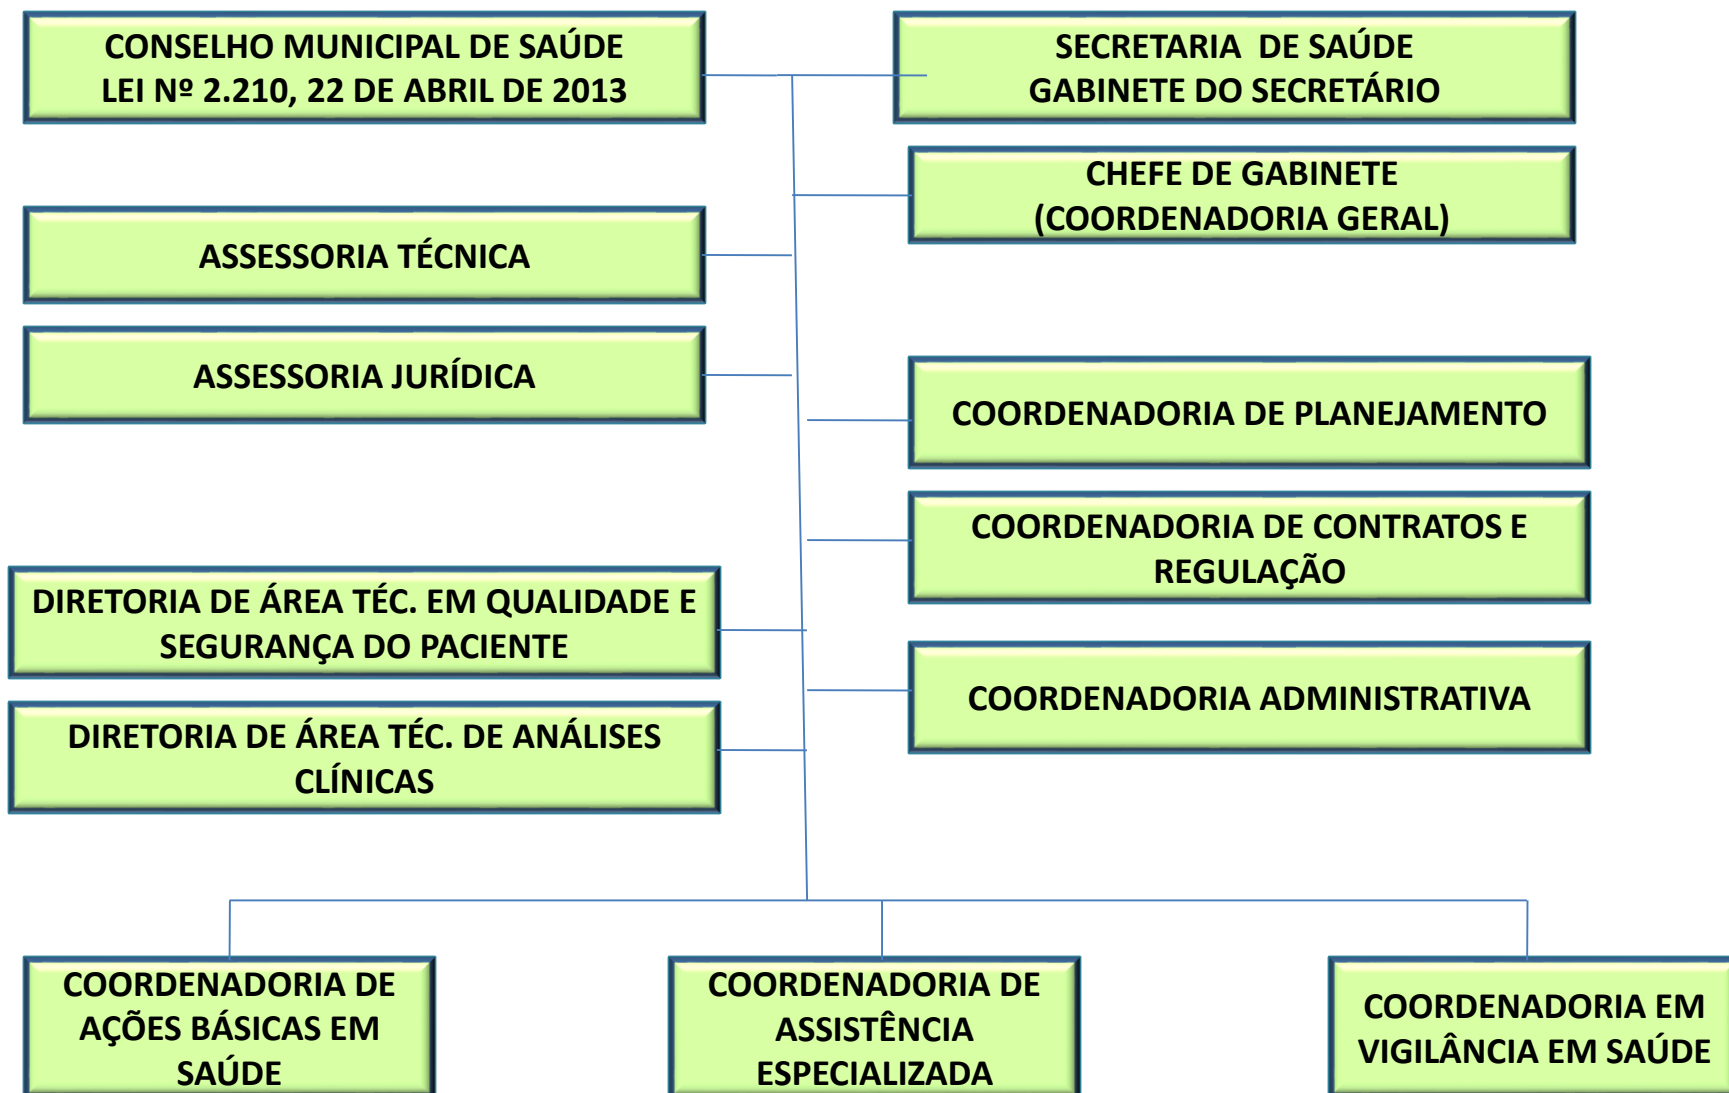 CONSELHO MUNICIPAL DE SAÚDE
LEI Nº 2.210, 22 DE ABRIL DE 2013
SECRETARIA DE SAÚDE
GABINETE DO SECRETÁRIO
CHEFE DE GABINETE
(COORDENADORIA GERAL)
ASSESSORIA TÉCNICA
ASSESSORIA JURÍDICA
COORDENADORIA DE PLANEJAMENTO
COORDENADORIA DE CONTRATOS E
REGULAÇÃO
DIRETORIA DE ÁREA TÉC. EM QUALIDADE E
SEGURANÇA DO PACIENTE
COORDENADORIA ADMINISTRATIVA
DIRETORIA DE ÁREA TÉC. DE ANÁLISES
CLÍNICAS
COORDENADORIA DE
AÇÕES BÁSICAS EM
SAÚDE
COORDENADORIA DE
ASSISTÊNCIA
ESPECIALIZADA
COORDENADORIA EM
VIGILÂNCIA EM SAÚDE